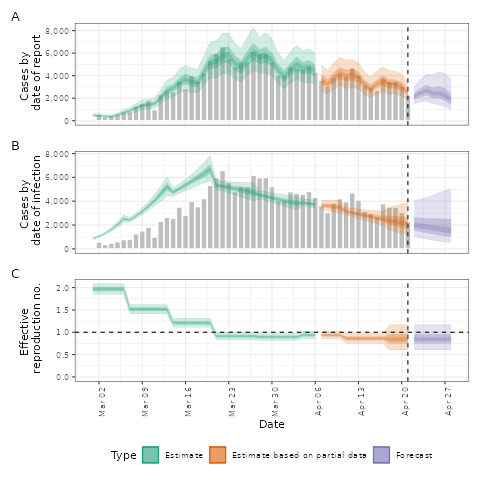 A
8,000
6,000
4,000
2,000
0
Cases by
date of report
B
8,000
6,000
4,000
2,000
0
Cases by
date of infection
C
2.0
1.5
1.0
0.5
0.0
Effective
reproduction no.
Mar 02
Mar 09
Mar 16
Mar 23
Mar 30
Apr 06
Apr 13
Apr 20
Apr 27
Date
Type
Estimate
Estimate based on partial data
Forecast